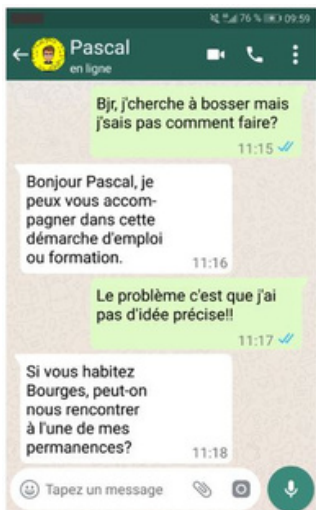 76 % 09:59
Pascal
en ligne
Bjr, j'cherche à bosser mais
j'sais pas comment faire?
11:15
Bonjour Pascal, je
peux vous accom-
pagner dans cette
démarche d'emploi
ou formation.
11:16
Le problème c'est que j'ai
pas d'idée précise!!
11:17
Si vous habitez
Bourges, peut-on
nous rencontrer
à l'une de mes
permanences?
11:18
Tapez un message